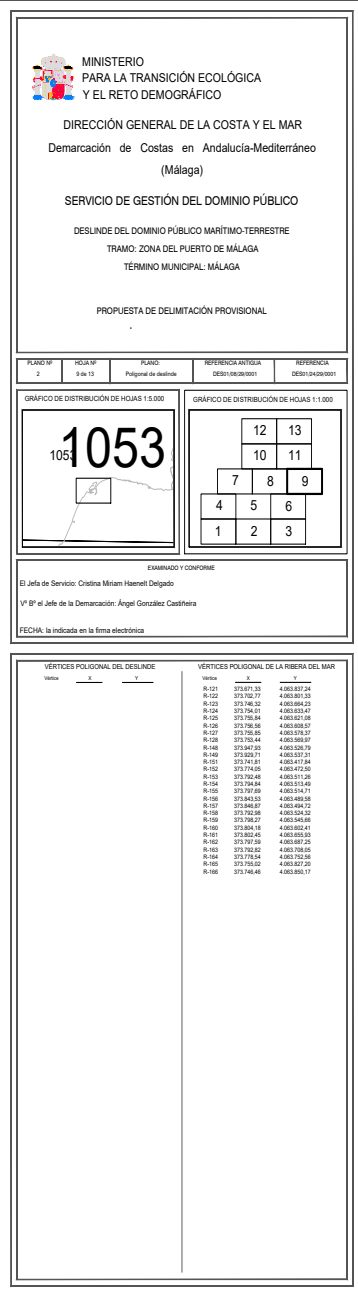 MINISTERIO
PARA LA TRANSICIÓN ECOLÓGICA
Y EL RETO DEMOGRÁFICO
DIRECCIÓN GENERAL DE LA COSTA Y EL MAR
Demarcación de Costas en Andalucía-Mediterráneo
(Málaga)
SERVICIO DE GESTIÓN DEL DOMINIO PÚBLICO
DESLINDE DEL DOMINIO PÚBLICO MARÍTIMO-TERRESTRE
TRAMO: ZONA DEL PUERTO DE MÁLAGA
TÉRMINO MUNICIPAL: MÁLAGA
PROPUESTA DE DELIMITACIÓN PROVISIONAL
.
PLANO Nº HOJA Nº PLANO: REFERENCIA ANTIGUA REFERENCIA
2 9 de 13 Poligonal de deslinde DES01/08/29/0001 DES01/24/29/0001
GRÁFICO DE DISTRIBUCIÓN DE HOJAS 1:5.000
1053
1053
GRÁFICO DE DISTRIBUCIÓN DE HOJAS 1:1.000
12 13
10 11
7 8 9
4 5 6
1 2 3
EXAMINADO Y CONFORME
El Jefa de Servicio: Cristina Miriam Haenelt Delgado
Vº Bº el Jefe de la Demarcación: Ángel González Castiñeira
FECHA: la indicada en la firma electrónica
VÉRTICES POLIGONAL DEL DESLINDE
Vértice X Y
VÉRTICES POLIGONAL DE LA RIBERA DEL MAR
Vértice X Y
R-121 373.671,33 4.063.837,24
R-122 373.702,77 4.063.801,33
R-123 373.746,32 4.063.664,23
R-124 373.754,01 4.063.633,47
R-125 373.755,84 4.063.621,08
R-126 373.756,56 4.063.608,57
R-127 373.755,85 4.063.578,37
R-128 373.753,44 4.063.569,97
R-148 373.947,93 4.063.526,79
R-149 373.929,71 4.063.537,31
R-151 373.741,81 4.063.417,84
R-152 373.774,05 4.063.472,50
R-153 373.792,48 4.063.511,26
R-154 373.794,84 4.063.513,49
R-155 373.797,69 4.063.514,71
R-156 373.843,53 4.063.489,58
R-157 373.846,87 4.063.494,72
R-158 373.792,98 4.063.524,32
R-159 373.798,27 4.063.545,66
R-160 373.804,18 4.063.602,41
R-161 373.802,45 4.063.655,93
R-162 373.797,59 4.063.687,25
R-163 373.792,82 4.063.708,05
R-164 373.778,54 4.063.752,56
R-165 373.755,02 4.063.827,20
R-166 373.746,46 4.063.850,17